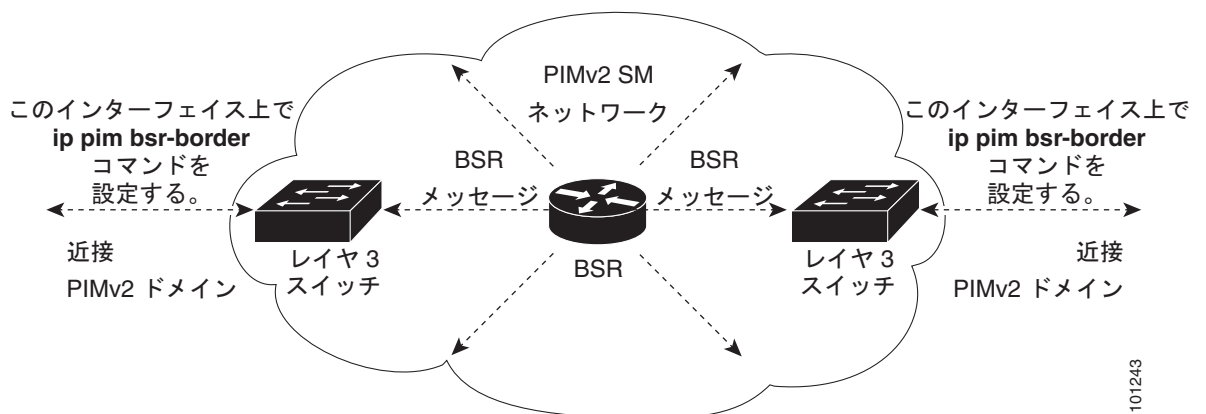 PIMv2 SM
ネットワーク
このインターフェイス上で
ip pim bsr-border
コマンドを
設定する。
このインターフェイス上で
ip pim bsr-border
コマンドを
設定する。
BSR
メッセージ
BSR
メッセージ
近接
PIMv2 ドメイン
レイヤ 3
スイッチ
BSR
レイヤ 3
スイッチ
近接
PIMv2 ドメイン
101243